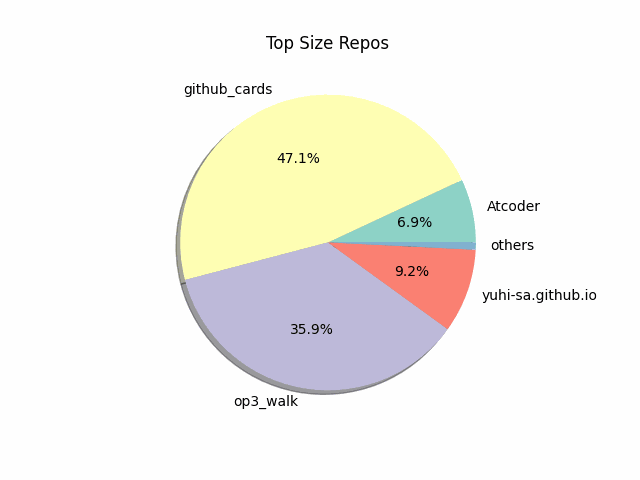 Top Size Repos
github_cards
47.1%
Atcoder
6.9%
others
9.2%
yuhi-sa.github.io
35.9%
op3_walk